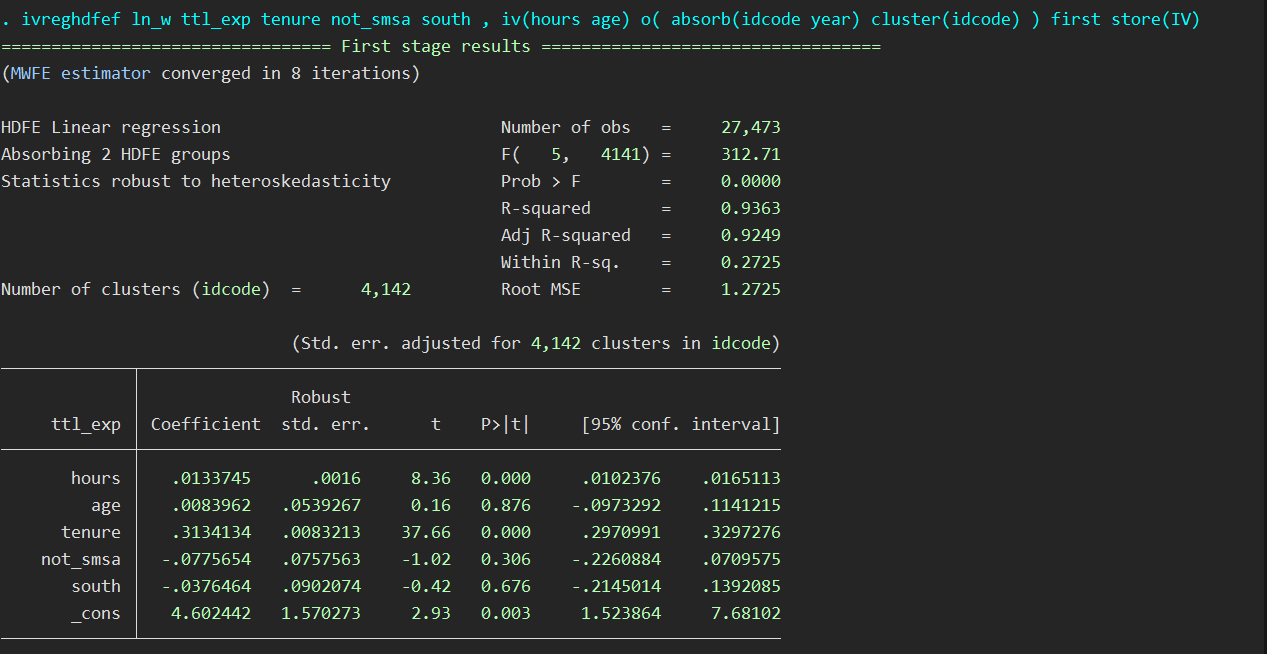 . ivreghdfef ln_w ttl_exp tenure not_smsa south , iv(hours age) o( absorb(idcode year) cluster(idcode) ) first store(IV)
================================= First stage results ==================================
(MWFE estimator converged in 8 iterations)
HDFE Linear regression                            Number of obs   =     27,473
Absorbing 2 HDFE groups                           F(   5,   4141) =     312.71
Statistics robust to heteroskedasticity           Prob > F        =     0.0000
                                                  R-squared       =     0.9363
                                                  Adj R-squared   =     0.9249
                                                  Within R-sq.    =     0.2725
Number of clusters (idcode)  =      4,142         Root MSE        =     1.2725
                             (Std. err. adjusted for 4,142 clusters in idcode)
                             Robust
     ttl_exp   Coefficient  std. err.      t    P>|t|     [95% conf. interval]
       hours     .0133745      .0016     8.36   0.000     .0102376    .0165113
         age     .0083962   .0539267     0.16   0.876    -.0973292    .1141215
      tenure     .3134134   .0083213    37.66   0.000     .2970991    .3297276
    not_smsa    -.0775654   .0757563    -1.02   0.306    -.2260884    .0709575
       south    -.0376464   .0902074    -0.42   0.676    -.2145014    .1392085
       _cons     4.602442   1.570273     2.93   0.003     1.523864     7.68102